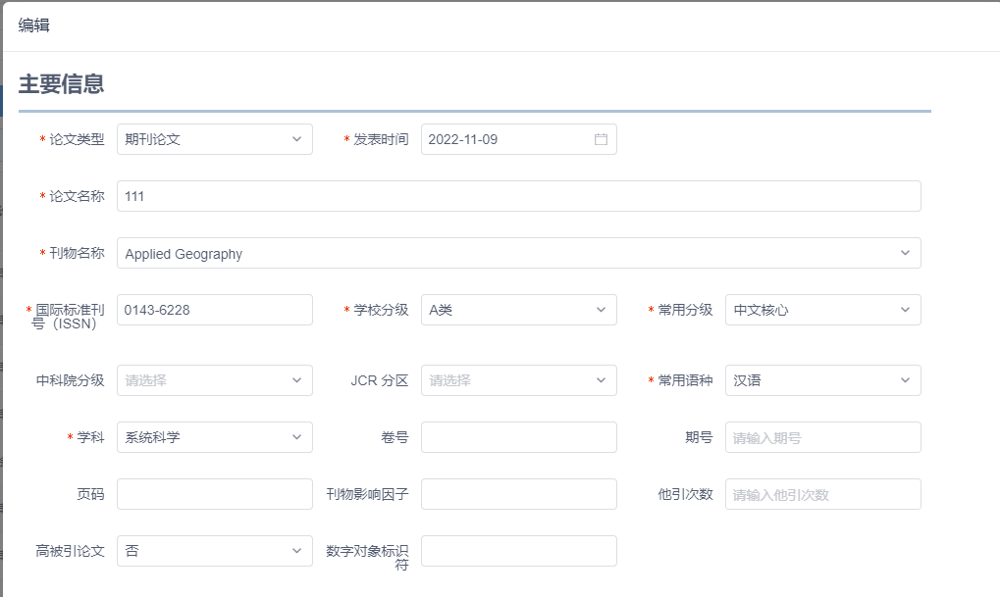 编辑
主要信息
* 论文类型 期刊论文 * 发表时间 2022-11-09
* 论文名称 111
* 刊物名称 Applied Geography
* 国际标准刊号（ISSN） 0143-6228 * 学校分级 A类 * 常用分级 中文核心
中科院分级 请选择 JCR 分区 请选择 * 常用语种 汉语
* 学科 系统科学 卷号 期号 请输入期号
页码 刊物影响因子 他引次数 请输入他引次数
高被引论文 否 数字对象标识符